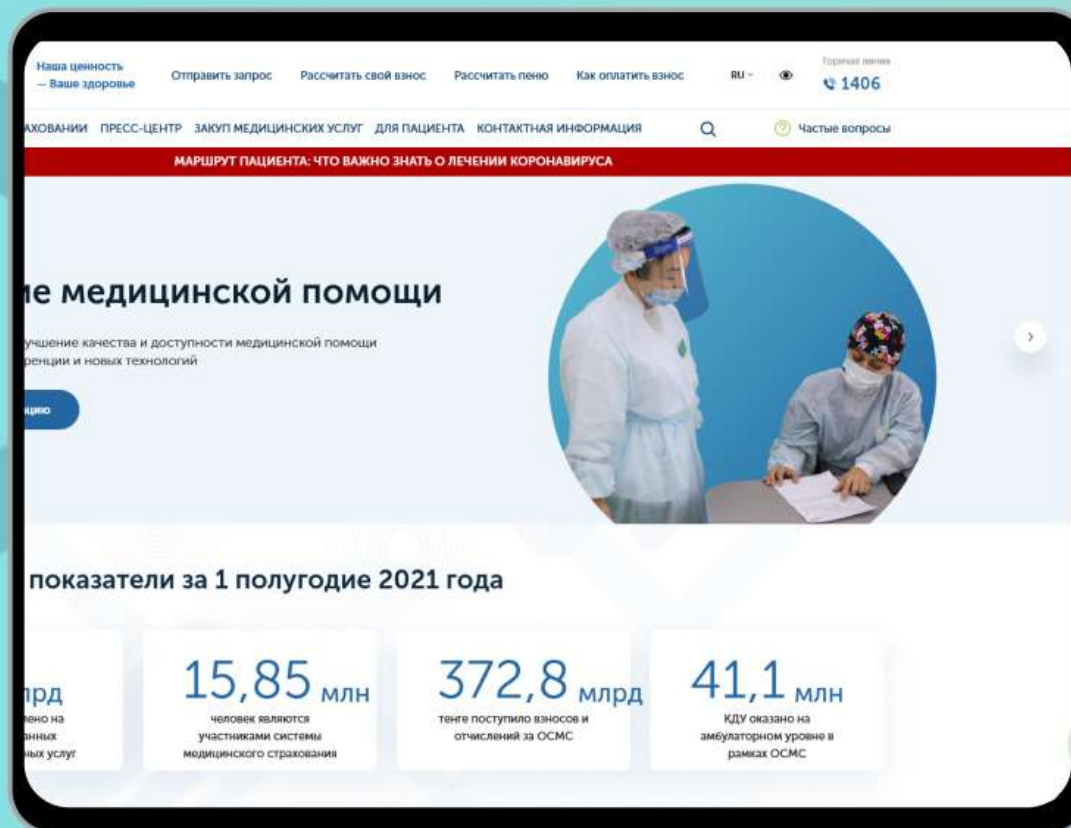 Наша ценность
— Ваше здоровье
Отправить запрос Рассчитать свой взнос Рассчитать пеню Как оплатить взнос RU
Горячая линия
1406
АХОВАНИИ ПРЕСС-ЦЕНТР ЗАКУП МЕДИЦИНСКИХ УСЛУГ ДЛЯ ПАЦИЕНТА КОНТАКТНАЯ ИНФОРМАЦИЯ
Частые вопросы
МАРШРУТ ПАЦИЕНТА: ЧТО ВАЖНО ЗНАТЬ О ЛЕЧЕНИИ КОРОНАВИРУСА
ие медицинской помощи
учшение качества и доступности медицинской помощи
ренции и новых технологий
ацию
показатели за 1 полугодие 2021 года
лрд
лено на
анных
ных услуг
15,85 млн
человек являются
участниками системы
медицинского страхования
372,8 млрд
тенге поступило взносов и
отчислений за ОСМС
41,1 млн
КДУ оказано на
амбулаторном уровне в
рамках ОСМС